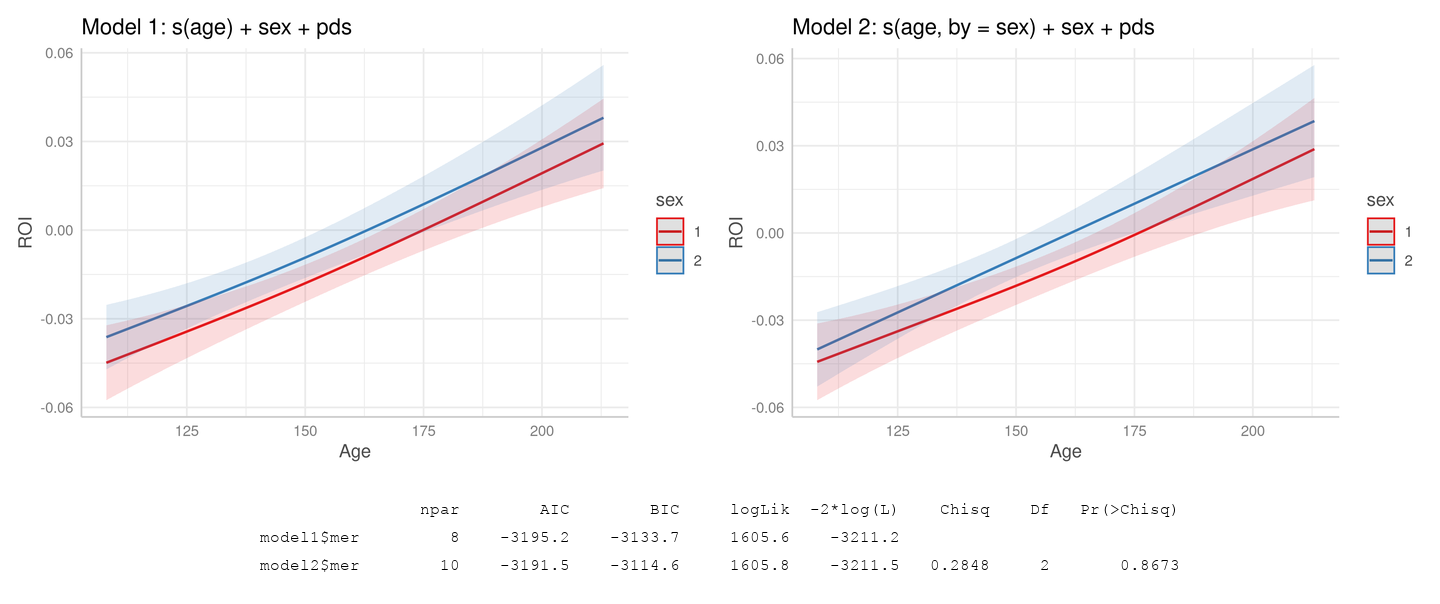 Model 1: s(age) + sex + pds
0.06
0.03
0.00
-0.03
-0.06
ROI
125 150 175 200
Age
sex
1
2
Model 2: s(age, by = sex) + sex + pds
0.06
0.03
0.00
-0.03
-0.06
ROI
125 150 175 200
Age
sex
1
2
npar AIC BIC logLik -2*log(L) Chisq Df Pr(>Chisq)
model1$mer 8 -3195.2 -3133.7 1605.6 -3211.2
model2$mer 10 -3191.5 -3114.6 1605.8 -3211.5 0.2848 2 0.8673